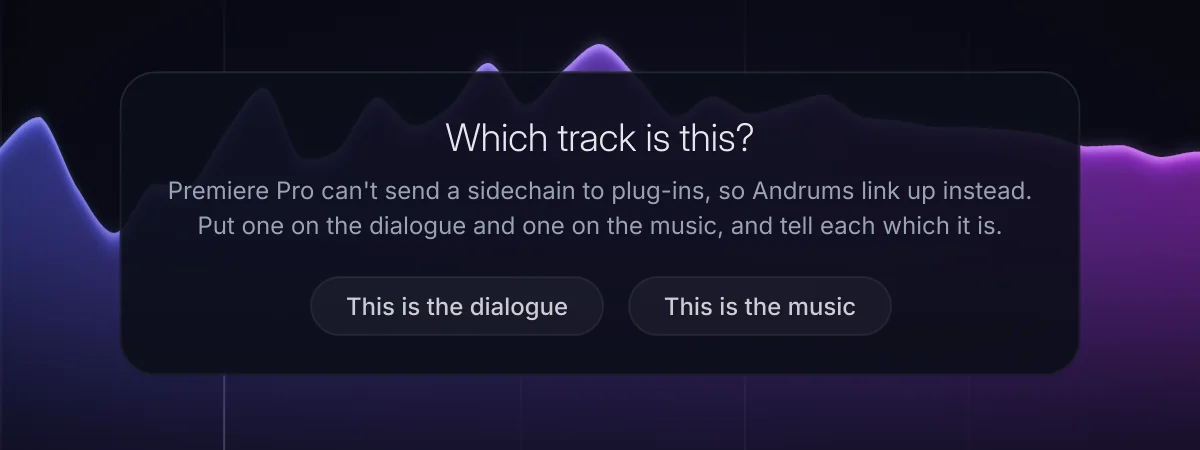 Which track is this?
Premiere Pro can't send a sidechain to plug-ins, so Andrums link up instead.
Put one on the dialogue and one on the music, and tell each which it is.
This is the dialogue
This is the music